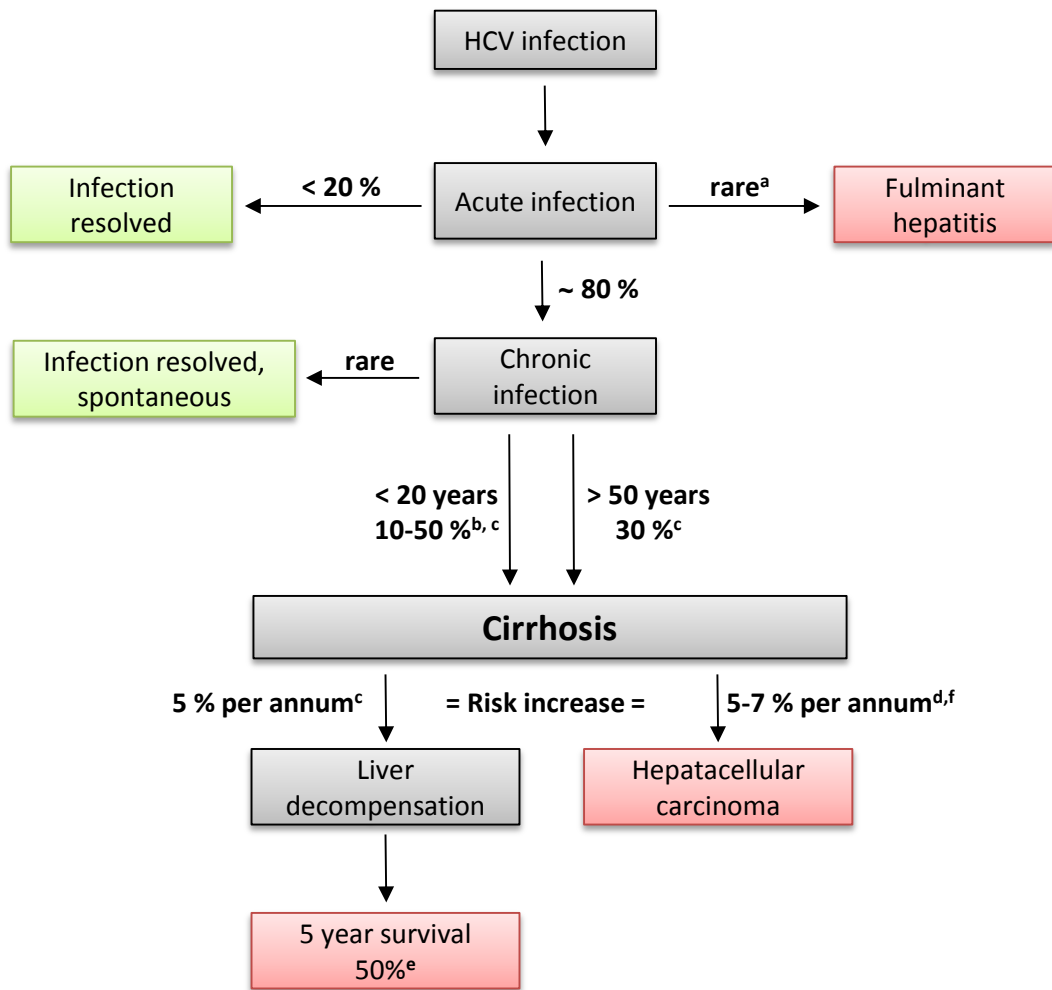 HCV infection
Infection
resolved
< 20 %
Acute infection
rareᵃ
Fulminant
hepatitis
~ 80 %
Infection resolved,
spontaneous
rare
Chronic
infection
< 20 years
10-50 %ᵇ, ᶜ
> 50 years
30 %ᶜ
Cirrhosis
5 % per annumᶜ
= Risk increase =
5-7 % per annumᵈ,ᶠ
Liver
decompensation
Hepatacellular
carcinoma
5 year survival
50%ᵉ